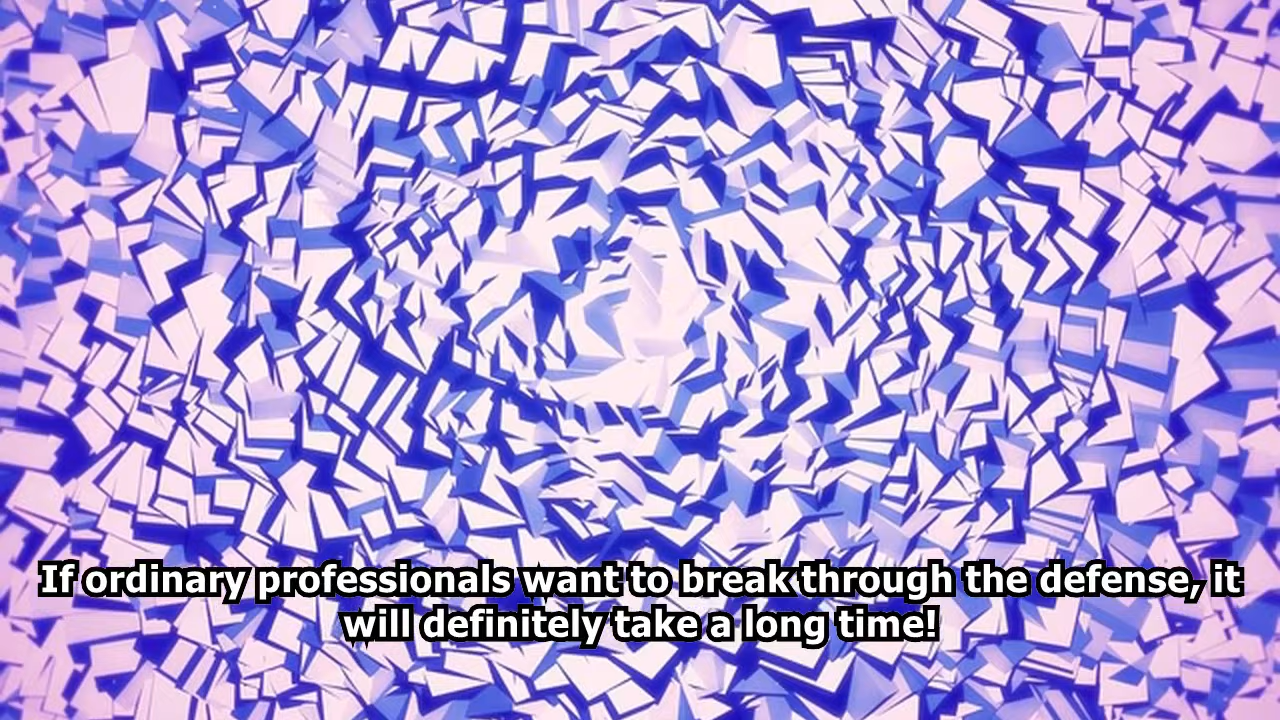 If ordinary professionals want to break through the defense, it
will definitely take a long time!